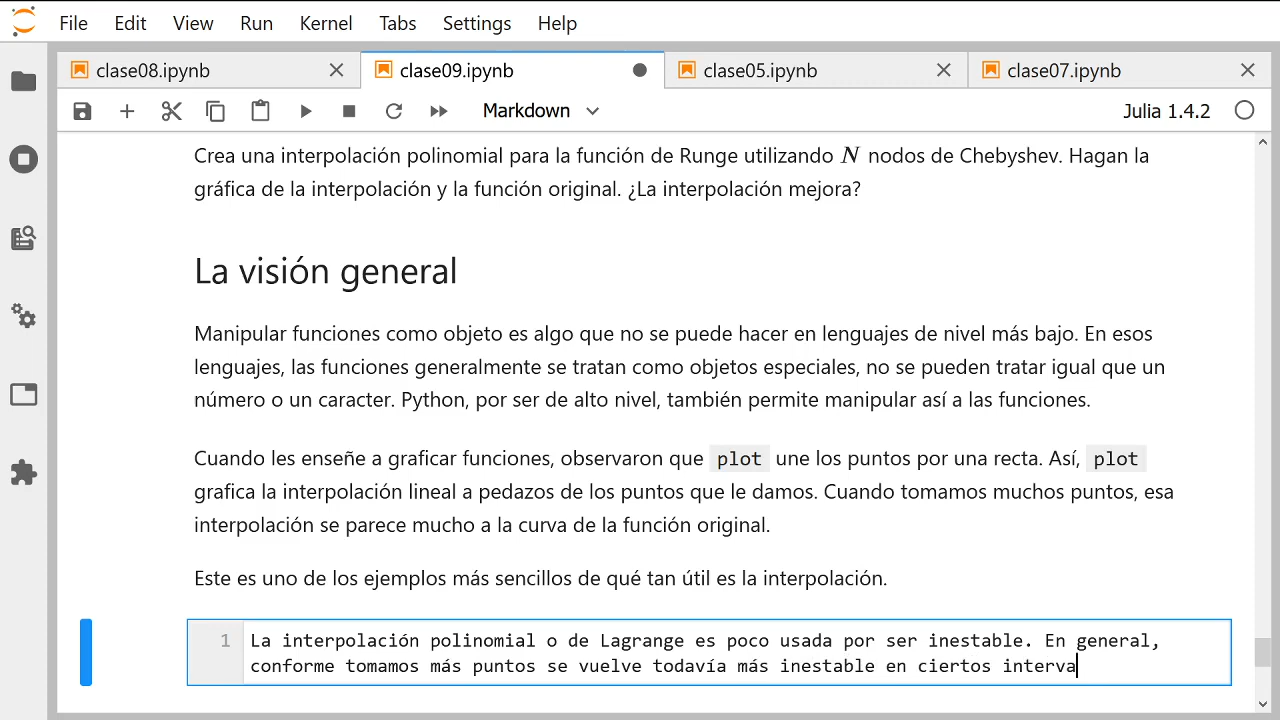 File Edit View Run Kernel Tabs Settings Help
clase08.ipynb clase09.ipynb clase05.ipynb clase07.ipynb
Markdown Julia 1.4.2
Crea una interpolación polinomial para la función de Runge utilizando N nodos de Chebyshev. Hagan la
gráfica de la interpolación y la función original. ¿La interpolación mejora?
La visión general
Manipular funciones como objeto es algo que no se puede hacer en lenguajes de nivel más bajo. En esos
lenguajes, las funciones generalmente se tratan como objetos especiales, no se pueden tratar igual que un
número o un caracter. Python, por ser de alto nivel, también permite manipular así a las funciones.
Cuando les enseñe a graficar funciones, observaron que plot une los puntos por una recta. Así, plot
grafica la interpolación lineal a pedazos de los puntos que le damos. Cuando tomamos muchos puntos, esa
interpolación se parece mucho a la curva de la función original.
Este es uno de los ejemplos más sencillos de qué tan útil es la interpolación.
1 La interpolación polinomial o de Lagrange es poco usada por ser inestable. En general,
conforme tomamos más puntos se vuelve todavía más inestable en ciertos interva